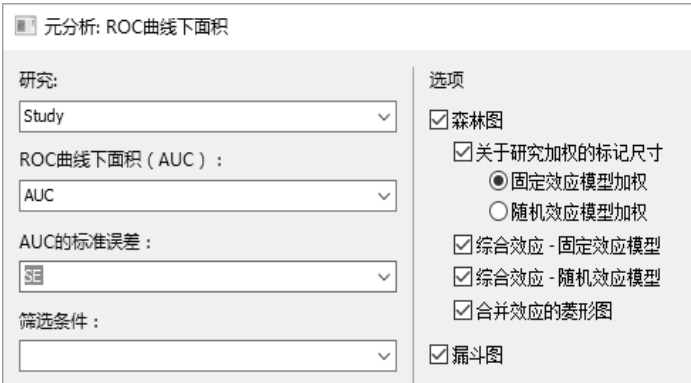 元分析: ROC曲线下面积
研究:
Study
ROC曲线下面积 ( AUC ) :
AUC
AUC的标准误差 :
SE
筛选条件 :
选项
森林图
关于研究加权的标记尺寸
固定效应模型加权
随机效应模型加权
综合效应 - 固定效应模型
综合效应 - 随机效应模型
合并效应的菱形图
漏斗图